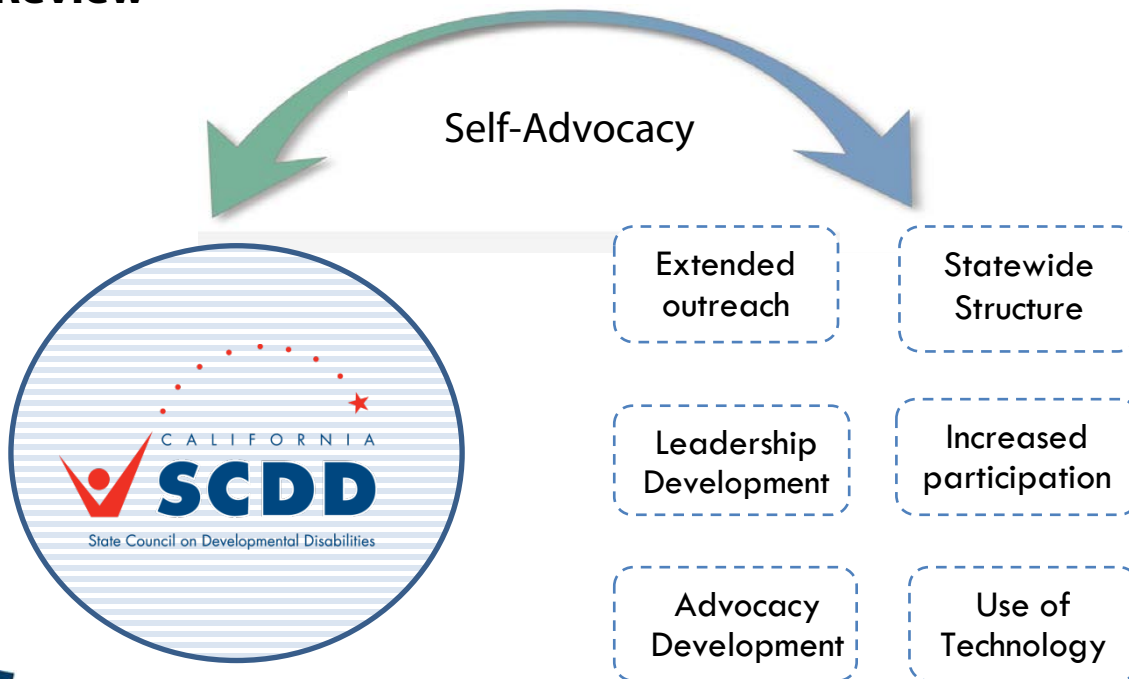 Review
Self-Advocacy
Extended
outreach
Statewide
Structure
CALIFORNIA
SCDD
State Council on Developmental Disabilities
Leadership
Development
Increased
participation
Advocacy
Development
Use of
Technology